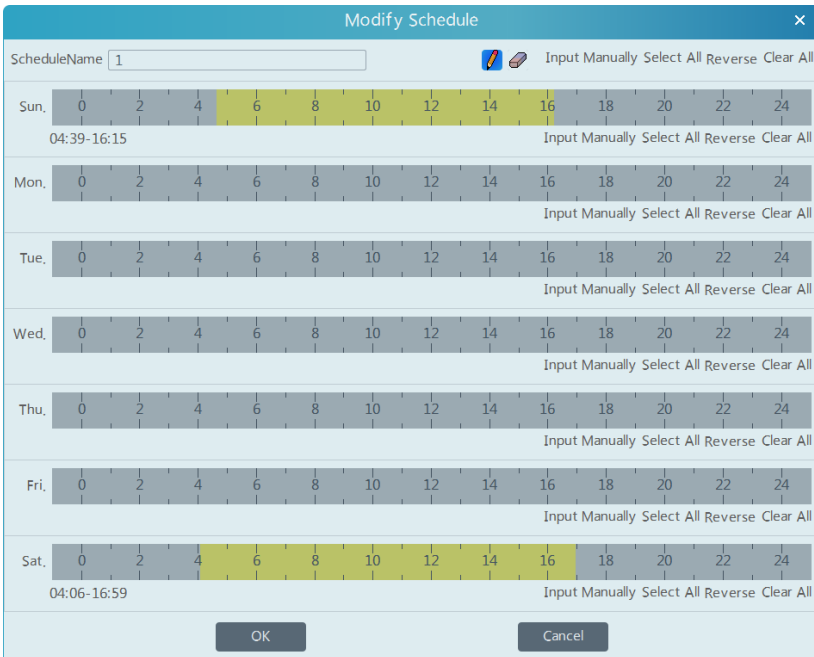 Modify Schedule ×
ScheduleName 1 Input Manually Select All Reverse Clear All
Sun. 0 2 4 6 8 10 12 14 16 18 20 22 24
04:39-16:15 Input Manually Select All Reverse Clear All
Mon. 0 2 4 6 8 10 12 14 16 18 20 22 24
Input Manually Select All Reverse Clear All
Tue. 0 2 4 6 8 10 12 14 16 18 20 22 24
Input Manually Select All Reverse Clear All
Wed. 0 2 4 6 8 10 12 14 16 18 20 22 24
Input Manually Select All Reverse Clear All
Thu. 0 2 4 6 8 10 12 14 16 18 20 22 24
Input Manually Select All Reverse Clear All
Fri. 0 2 4 6 8 10 12 14 16 18 20 22 24
Input Manually Select All Reverse Clear All
Sat. 0 2 4 6 8 10 12 14 16 18 20 22 24
04:06-16:59 Input Manually Select All Reverse Clear All
OK Cancel